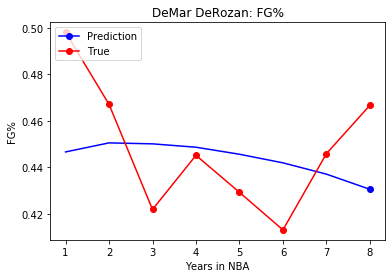 DeMar DeRozan: FG%
Prediction
True
0.50
0.48
0.46
0.44
0.42
FG%
1 2 3 4 5 6 7 8
Years in NBA